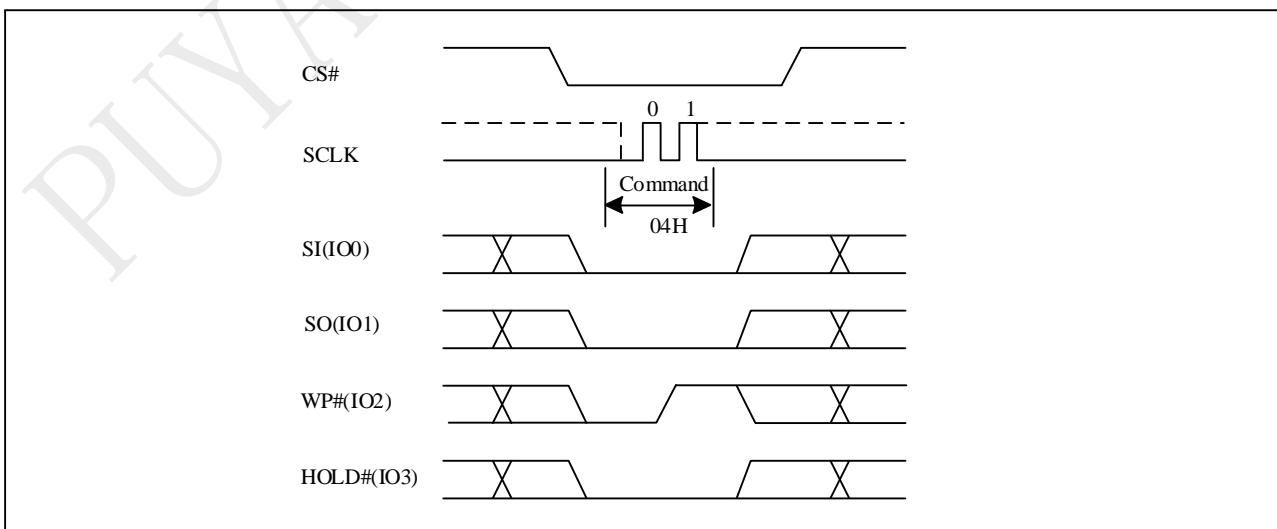 PUYA
CS#
0 1
SCLK
Command
04H
SI(IO0)
SO(IO1)
WP#(IO2)
HOLD#(IO3)